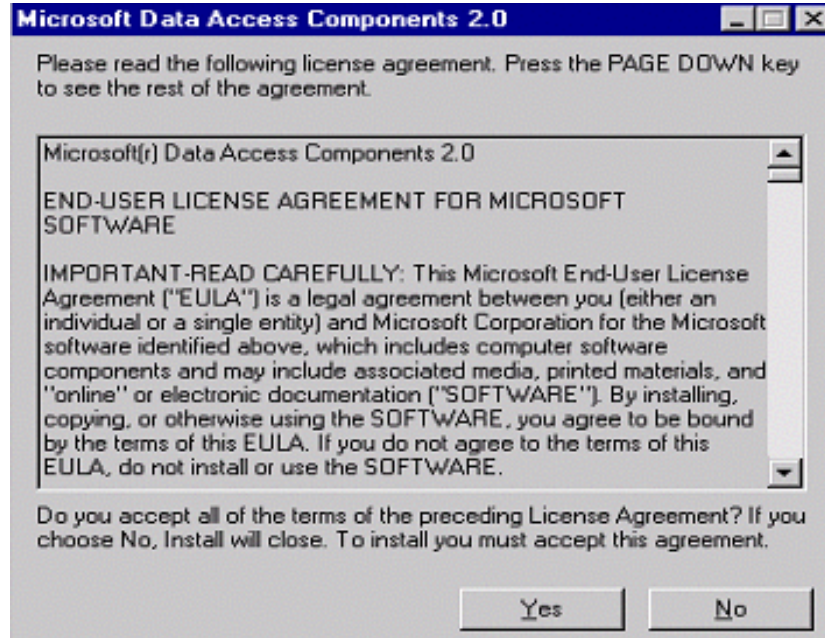 Microsoft Data Access Components 2.0
Please read the following license agreement. Press the PAGE DOWN key
to see the rest of the agreement.
Microsoft(r) Data Access Components 2.0
END-USER LICENSE AGREEMENT FOR MICROSOFT
SOFTWARE
IMPORTANT-READ CAREFULLY: This Microsoft End-User License
Agreement ("EULA") is a legal agreement between you (either an
individual or a single entity) and Microsoft Corporation for the Microsoft
software identified above, which includes computer software
components and may include associated media, printed materials, and
"online" or electronic documentation ("SOFTWARE"). By installing,
copying, or otherwise using the SOFTWARE, you agree to be bound
by the terms of this EULA. If you do not agree to the terms of this
EULA, do not install or use the SOFTWARE.
Do you accept all of the terms of the preceding License Agreement? If you
choose No, Install will close. To install you must accept this agreement.
Yes
No